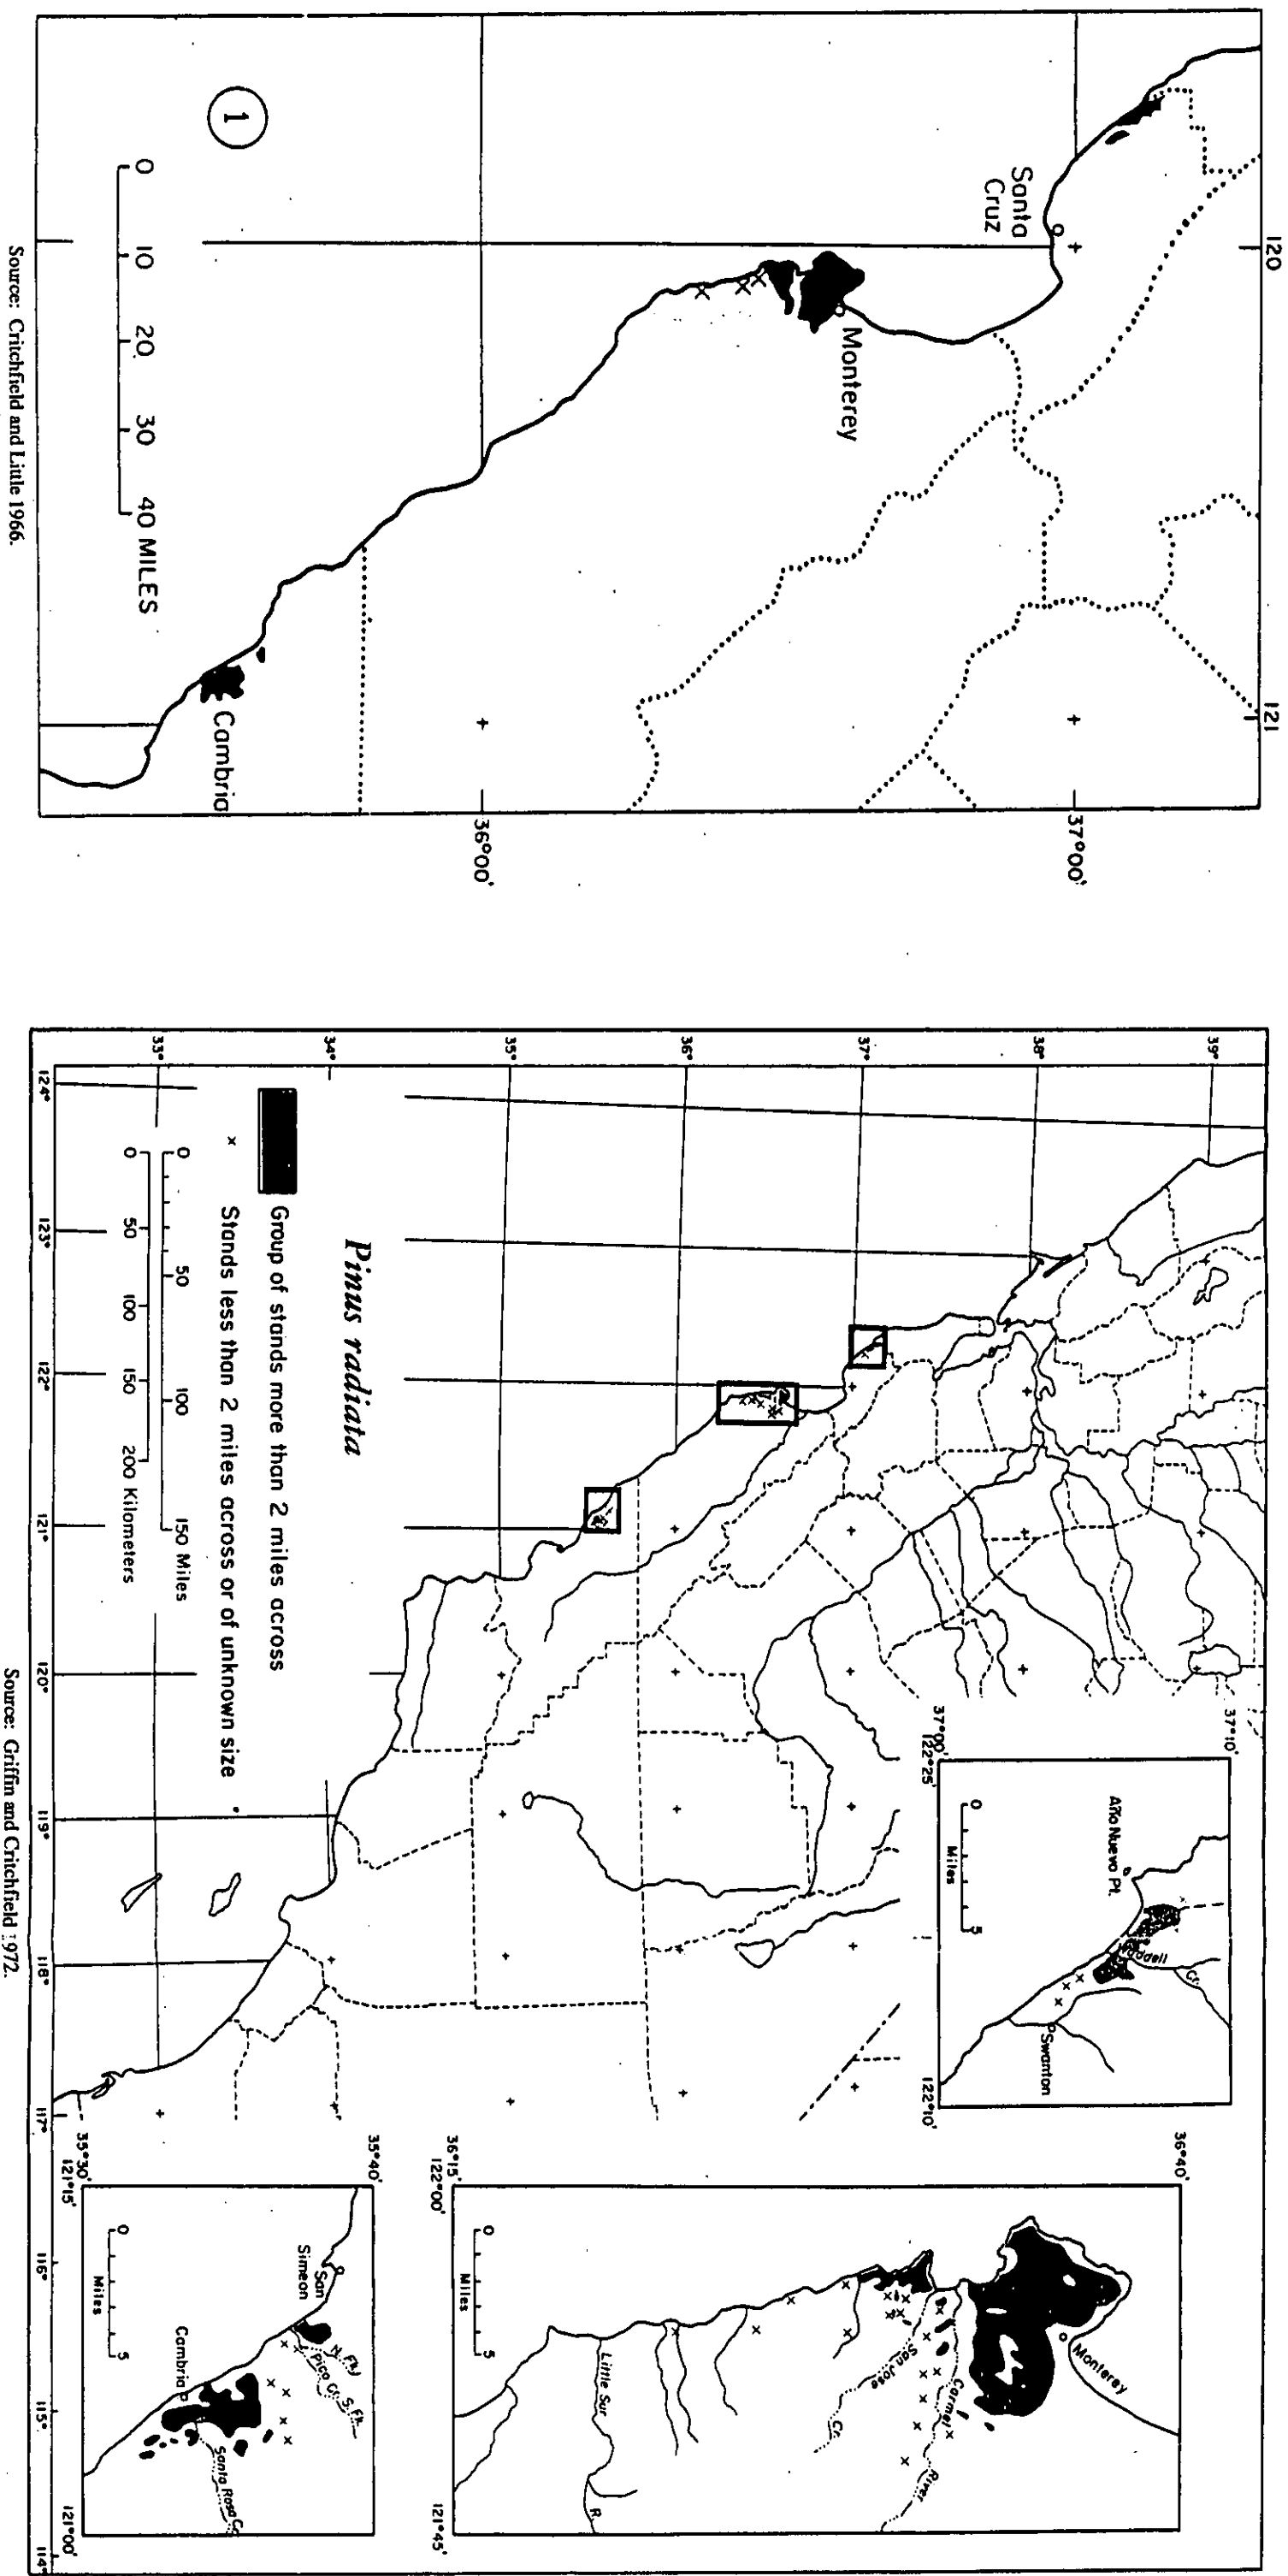 120
121
37°00'
36°00'
Santa
Cruz
Monterey
Cambria
1
0 10 20 30 40 MILES
Source: Critchfield and Little 1966.
39°
38°
37°
36°
35°
34°
33°
124° 123° 122° 121° 120° 119° 118° 117° 116° 115° 114°
Pinus radiata
Group of stands more than 2 miles across
x Stands less than 2 miles across or of unknown size
0 50 100 150 Miles
0 50 100 150 200 Kilometers
37°10'
37°00'
122°25'
122°10'
Año Nuevo Pt.
Waddell
Cr.
Swanton
0 5
Miles
36°40'
36°15'
122°00'
121°45'
Monterey
Carmel
River
San Jose
Cr.
Little Sur
R.
0 5
Miles
35°40'
35°30'
121°15'
121°00'
San
Simeon
N. Fk.
Pico Cr. S. Fk.
Cambria
Santa Rosa Cr.
0 5
Miles
Source: Griffin and Critchfield 1972.